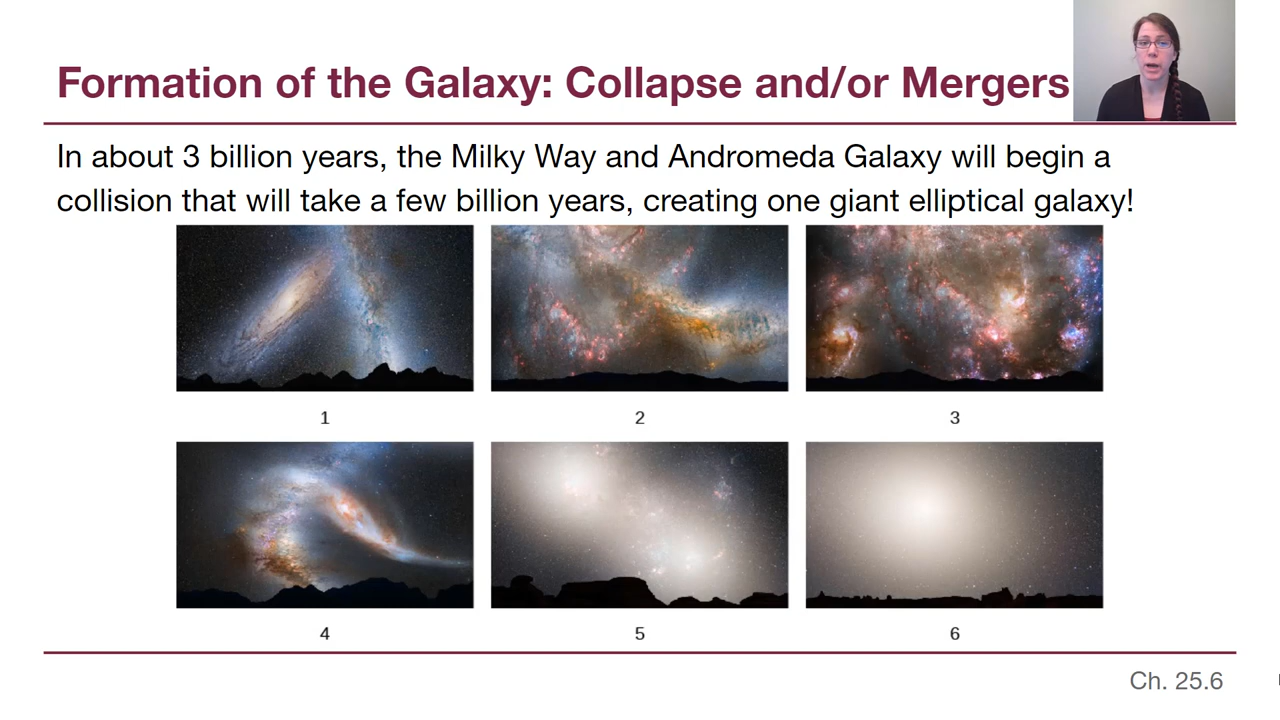 Formation of the Galaxy: Collapse and/or Mergers
In about 3 billion years, the Milky Way and Andromeda Galaxy will begin a
collision that will take a few billion years, creating one giant elliptical galaxy!
1
2
3
4
5
6
Ch. 25.6